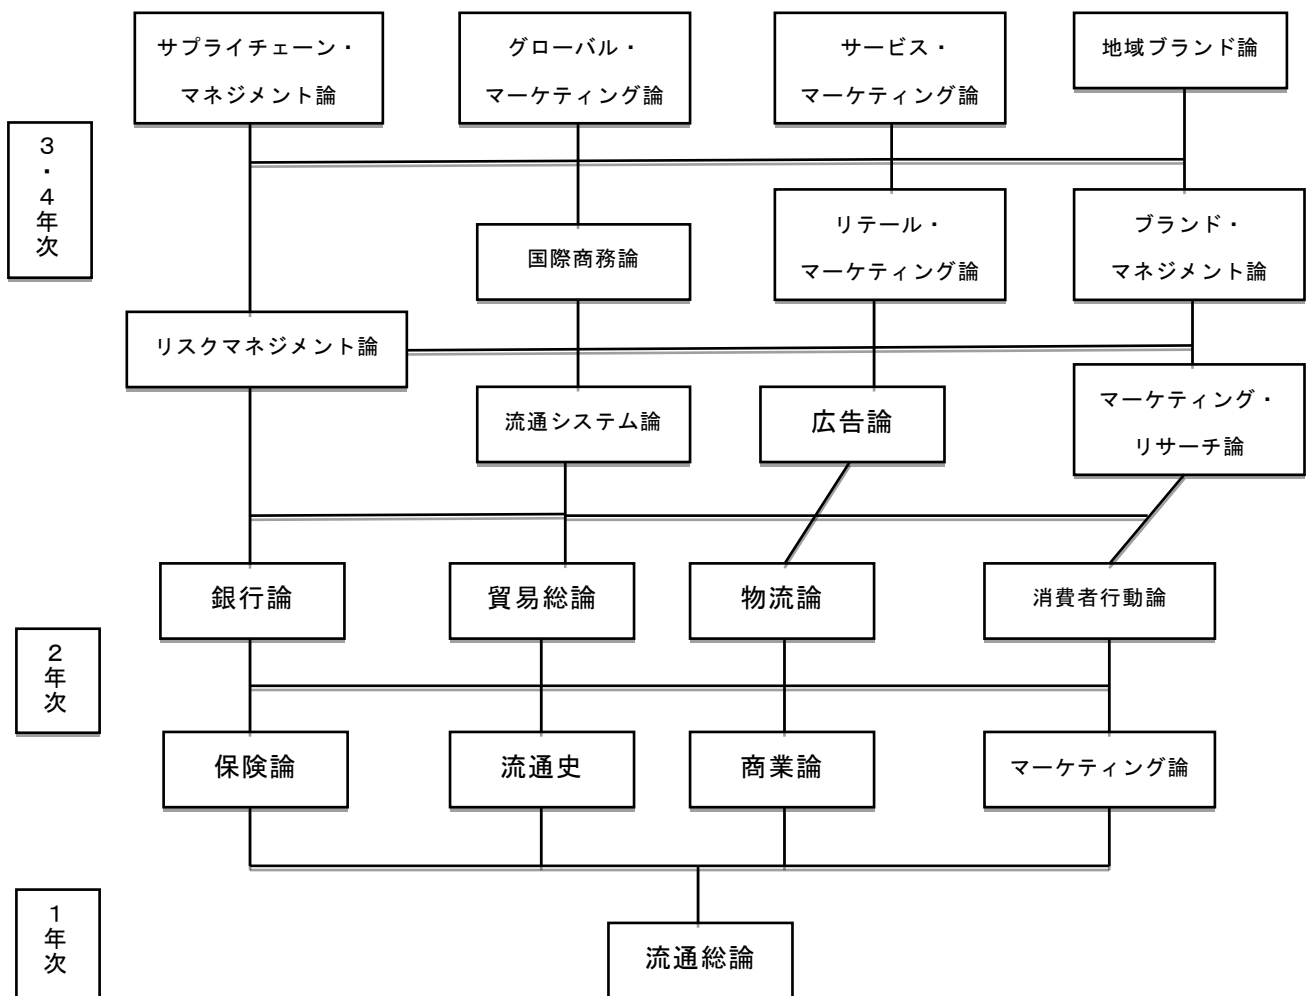 サプライチェーン・
マネジメント論
グローバル・
マーケティング論
サービス・
マーケティング論
地域ブランド論
3・4年次
国際商務論
リテール・
マーケティング論
ブランド・
マネジメント論
リスクマネジメント論
流通システム論
広告論
マーケティング・
リサーチ論
銀行論
貿易総論
物流論
消費者行動論
2年次
保険論
流通史
商業論
マーケティング論
1年次
流通総論